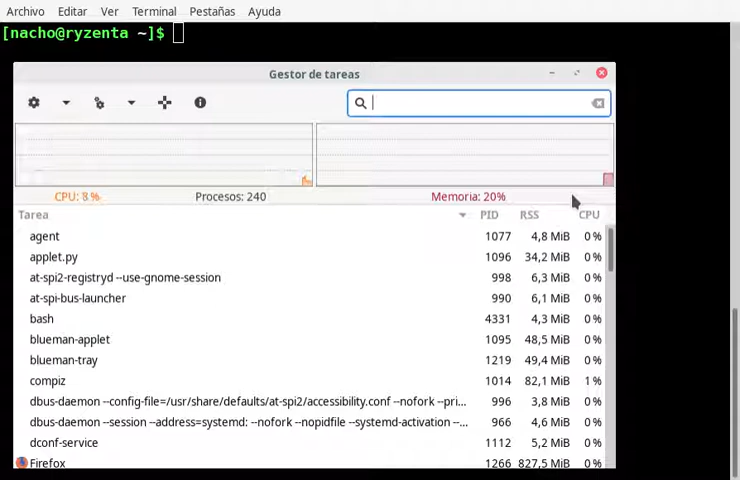 Archivo Editar Ver Terminal Pestañas Ayuda
[nacho@ryzenta ~]$
Gestor de tareas
CPU: 8 % Procesos: 240 Memoria: 20%
Tarea PID RSS CPU
agent 1077 4,8 MiB 0 %
applet.py 1096 34,2 MiB 0 %
at-spi2-registryd --use-gnome-session 998 6,3 MiB 0 %
at-spi-bus-launcher 990 6,1 MiB 0 %
bash 4331 4,3 MiB 0 %
blueman-applet 1095 48,5 MiB 0 %
blueman-tray 1219 49,4 MiB 0 %
compiz 1014 82,1 MiB 1 %
dbus-daemon --config-file=/usr/share/defaults/at-spi2/accessibility.conf --nofork --pri... 996 3,8 MiB 0 %
dbus-daemon --session --address=systemd: --nofork --nopidfile --systemd-activation --... 966 4,6 MiB 0 %
dconf-service 1112 5,2 MiB 0 %
Firefox 1266 827,5 MiB 0 %